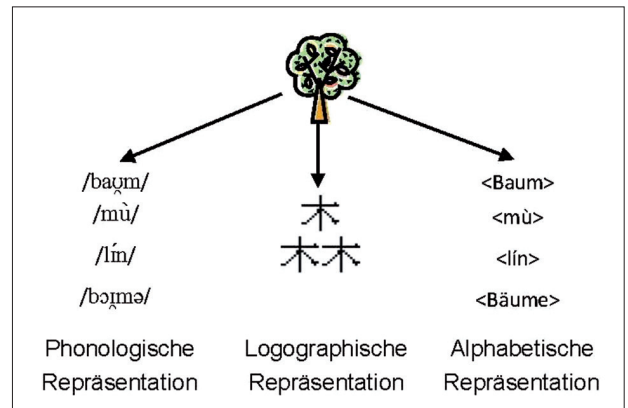 /baʊ̯m/ <Baum>
/mù/ 木 <mù>
/lín/ 木木 <lín>
/bɔɪ̯mə/ <Bäume>
Phonologische Logographische Alphabetische
Repräsentation Repräsentation Repräsentation